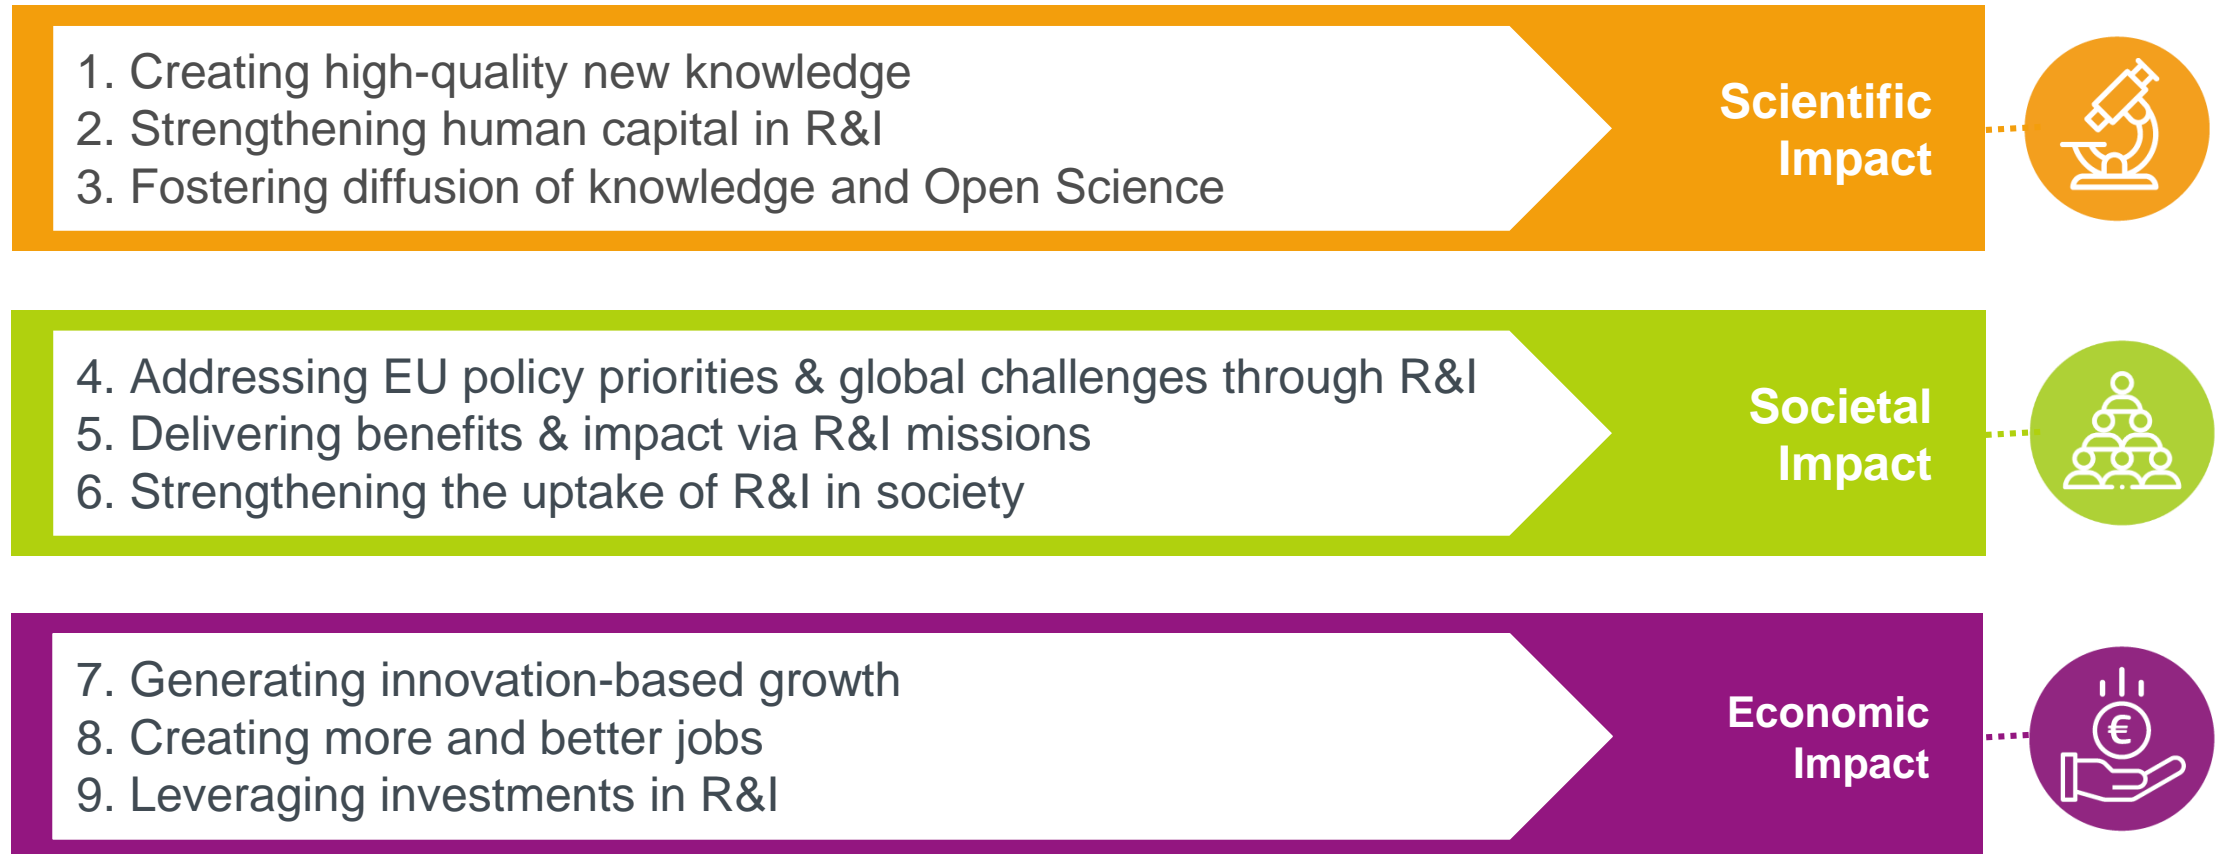 1. Creating high-quality new knowledge
2. Strengthening human capital in R&I
3. Fostering diffusion of knowledge and Open Science
Scientific
Impact
4. Addressing EU policy priorities & global challenges through R&I
5. Delivering benefits & impact via R&I missions
6. Strengthening the uptake of R&I in society
Societal
Impact
7. Generating innovation-based growth
8. Creating more and better jobs
9. Leveraging investments in R&I
Economic
Impact
€